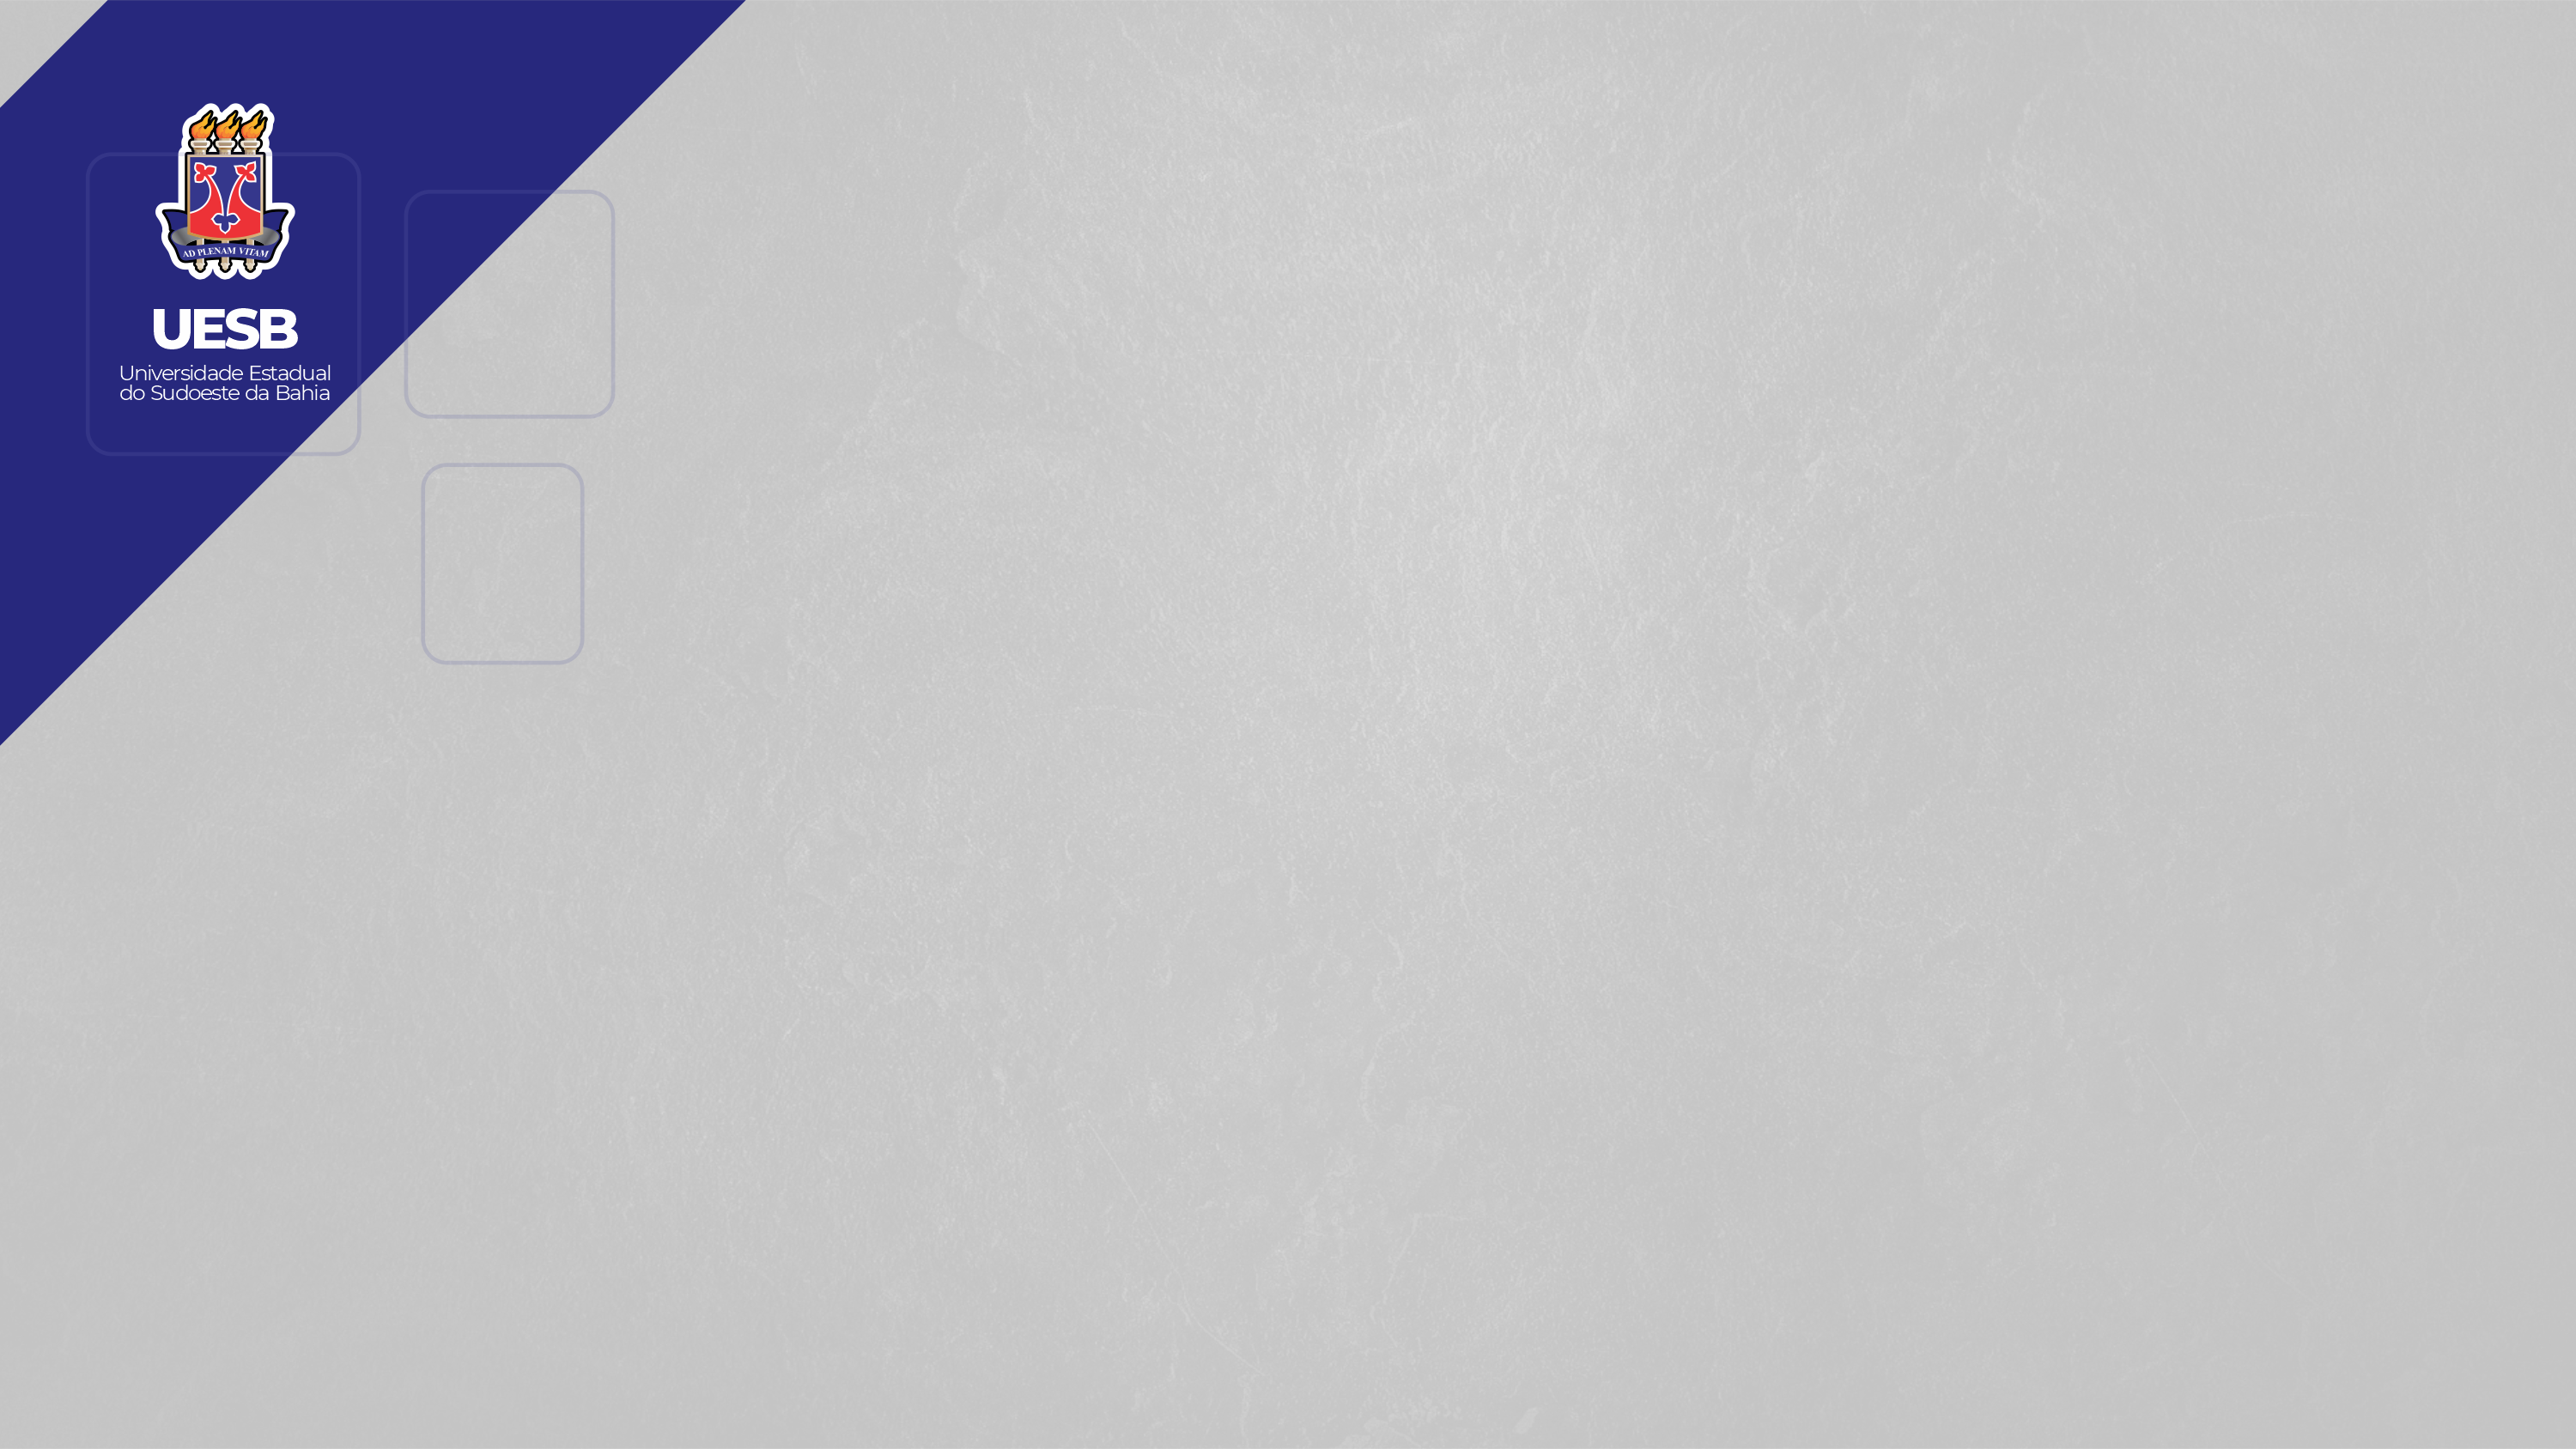 AD PLENAM VITAM
UESB
Universidade Estadual
do Sudoeste da Bahia